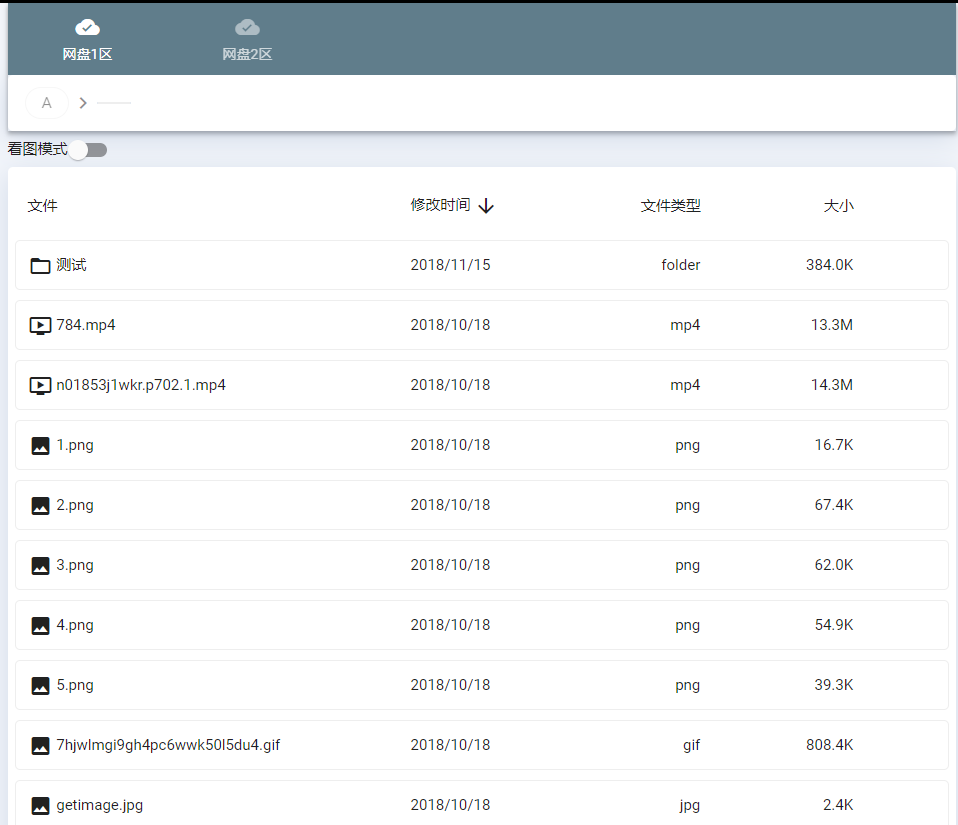 网盘1区 网盘2区
A
看图模式
文件 修改时间 文件类型 大小
测试 2018/11/15 folder 384.0K
784.mp4 2018/10/18 mp4 13.3M
n01853j1wkr.p702.1.mp4 2018/10/18 mp4 14.3M
1.png 2018/10/18 png 16.7K
2.png 2018/10/18 png 67.4K
3.png 2018/10/18 png 62.0K
4.png 2018/10/18 png 54.9K
5.png 2018/10/18 png 39.3K
7hjwlmgi9gh4pc6wwk50l5du4.gif 2018/10/18 gif 808.4K
getimage.jpg 2018/10/18 jpg 2.4K